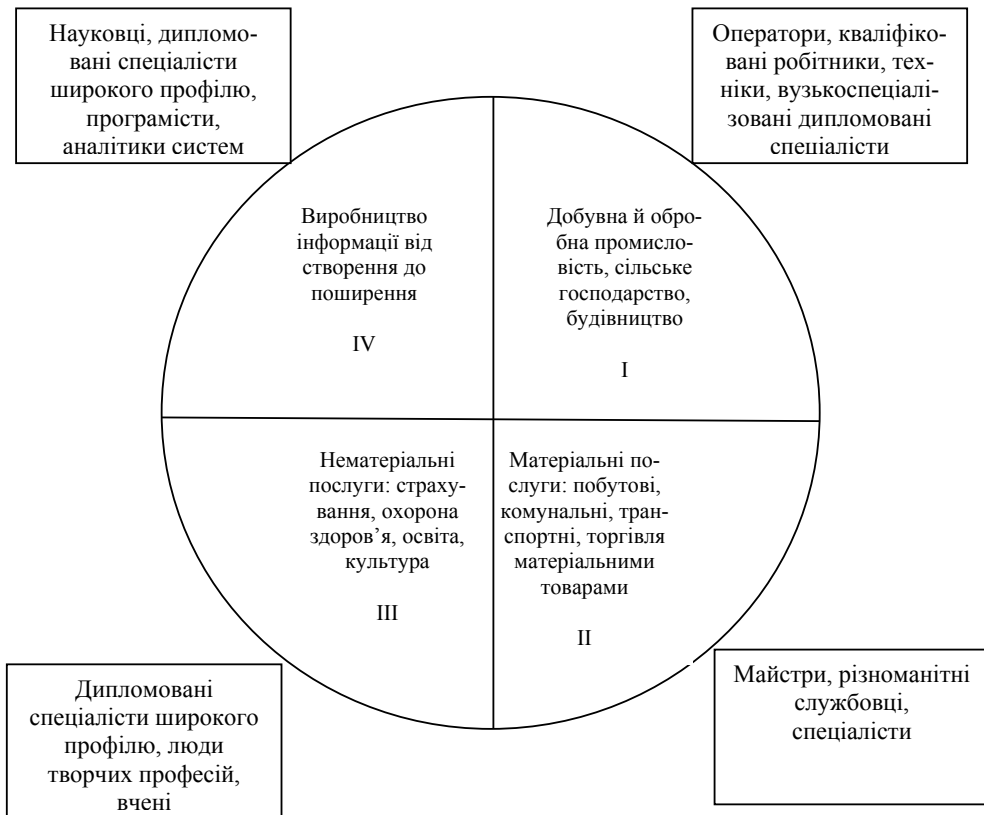 Науковці, дипломо-
вані спеціалісти
широкого профілю,
програмісти,
аналітики систем
Оператори, кваліфіко-
вані робітники, тех-
ніки, вузькоспеціалі-
зовані дипломовані
спеціалісти
Виробництво
інформації від
створення до
поширення
IV
Добувна й обро-
бна промисло-
вість, сільське
господарство,
будівництво
I
Нематеріальні
послуги: страху-
вання, охорона
здоров’я, освіта,
культура
III
Матеріальні по-
слуги: побутові,
комунальні, тран-
спортні, торгівля
матеріальними
товарами
II
Дипломовані
спеціалісти широкого
профілю, люди
творчих професій,
вчені
Майстри, різноманітні
службовці,
спеціалісти